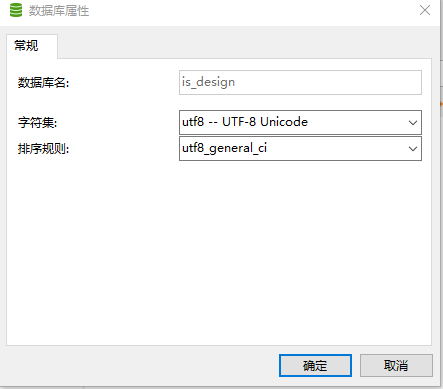 数据库属性
常规
数据库名: is_design
字符集: utf8 -- UTF-8 Unicode
排序规则: utf8_general_ci
确定 取消